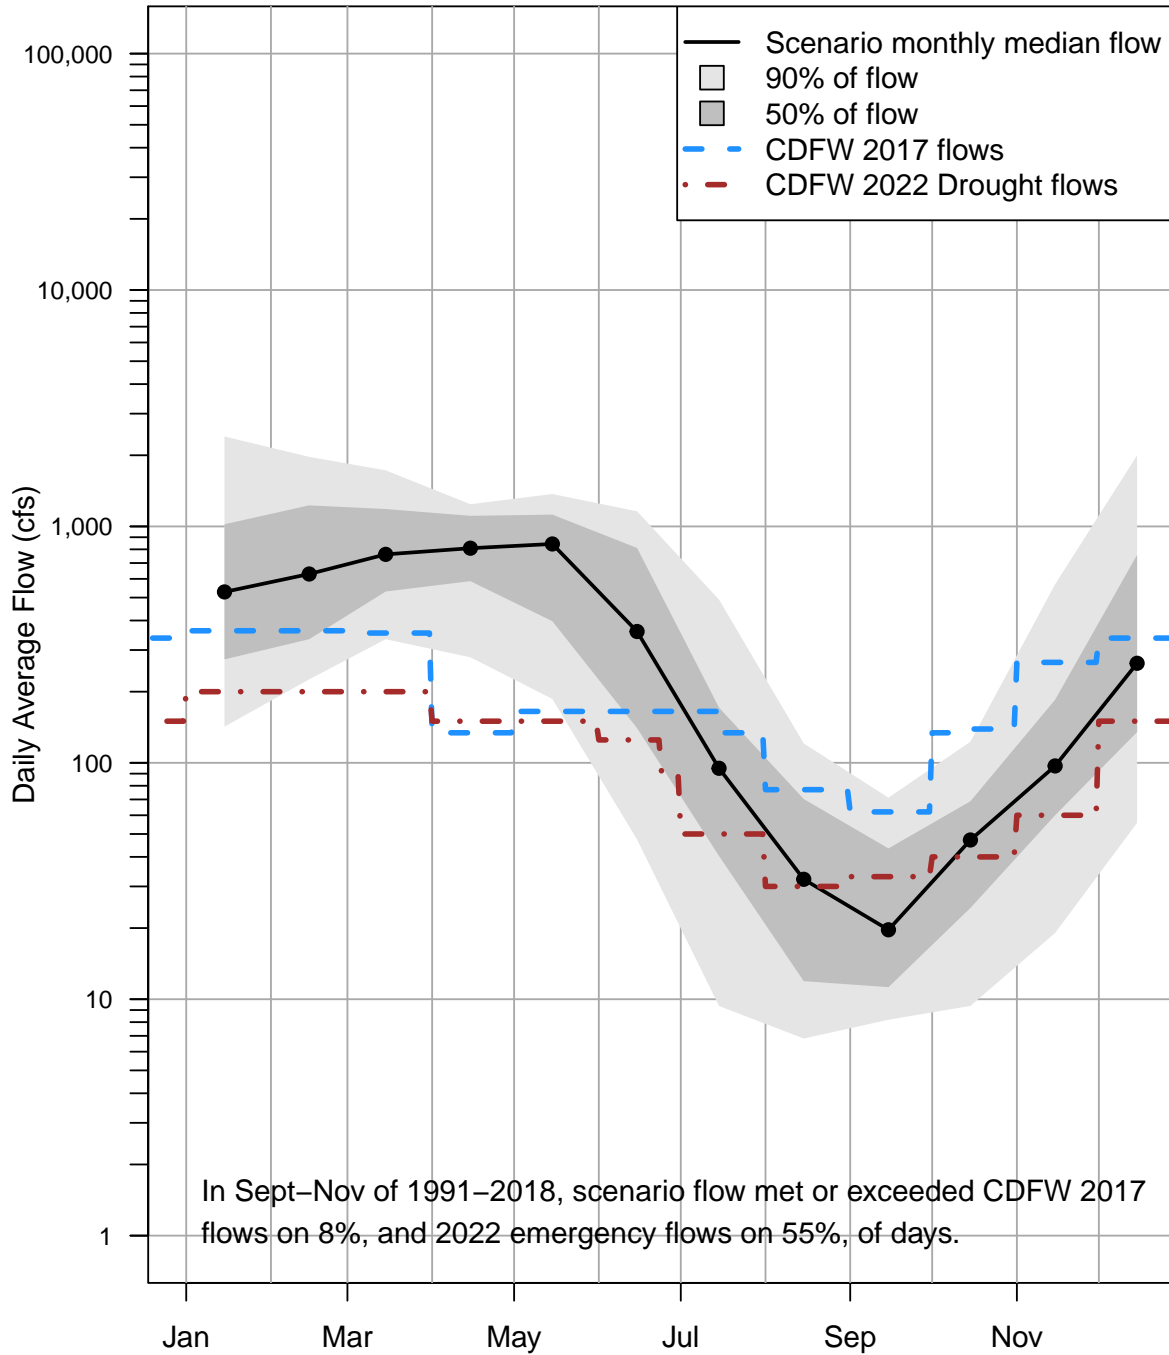 Scenario monthly median flow
90% of flow
50% of flow
CDFW 2017 flows
CDFW 2022 Drought flows
100,000
10,000
1,000
100
10
1
Daily Average Flow (cfs)
In Sept−Nov of 1991−2018, scenario flow met or exceeded CDFW 2017
flows on 8%, and 2022 emergency flows on 55%, of days.
Jan Mar May Jul Sep Nov